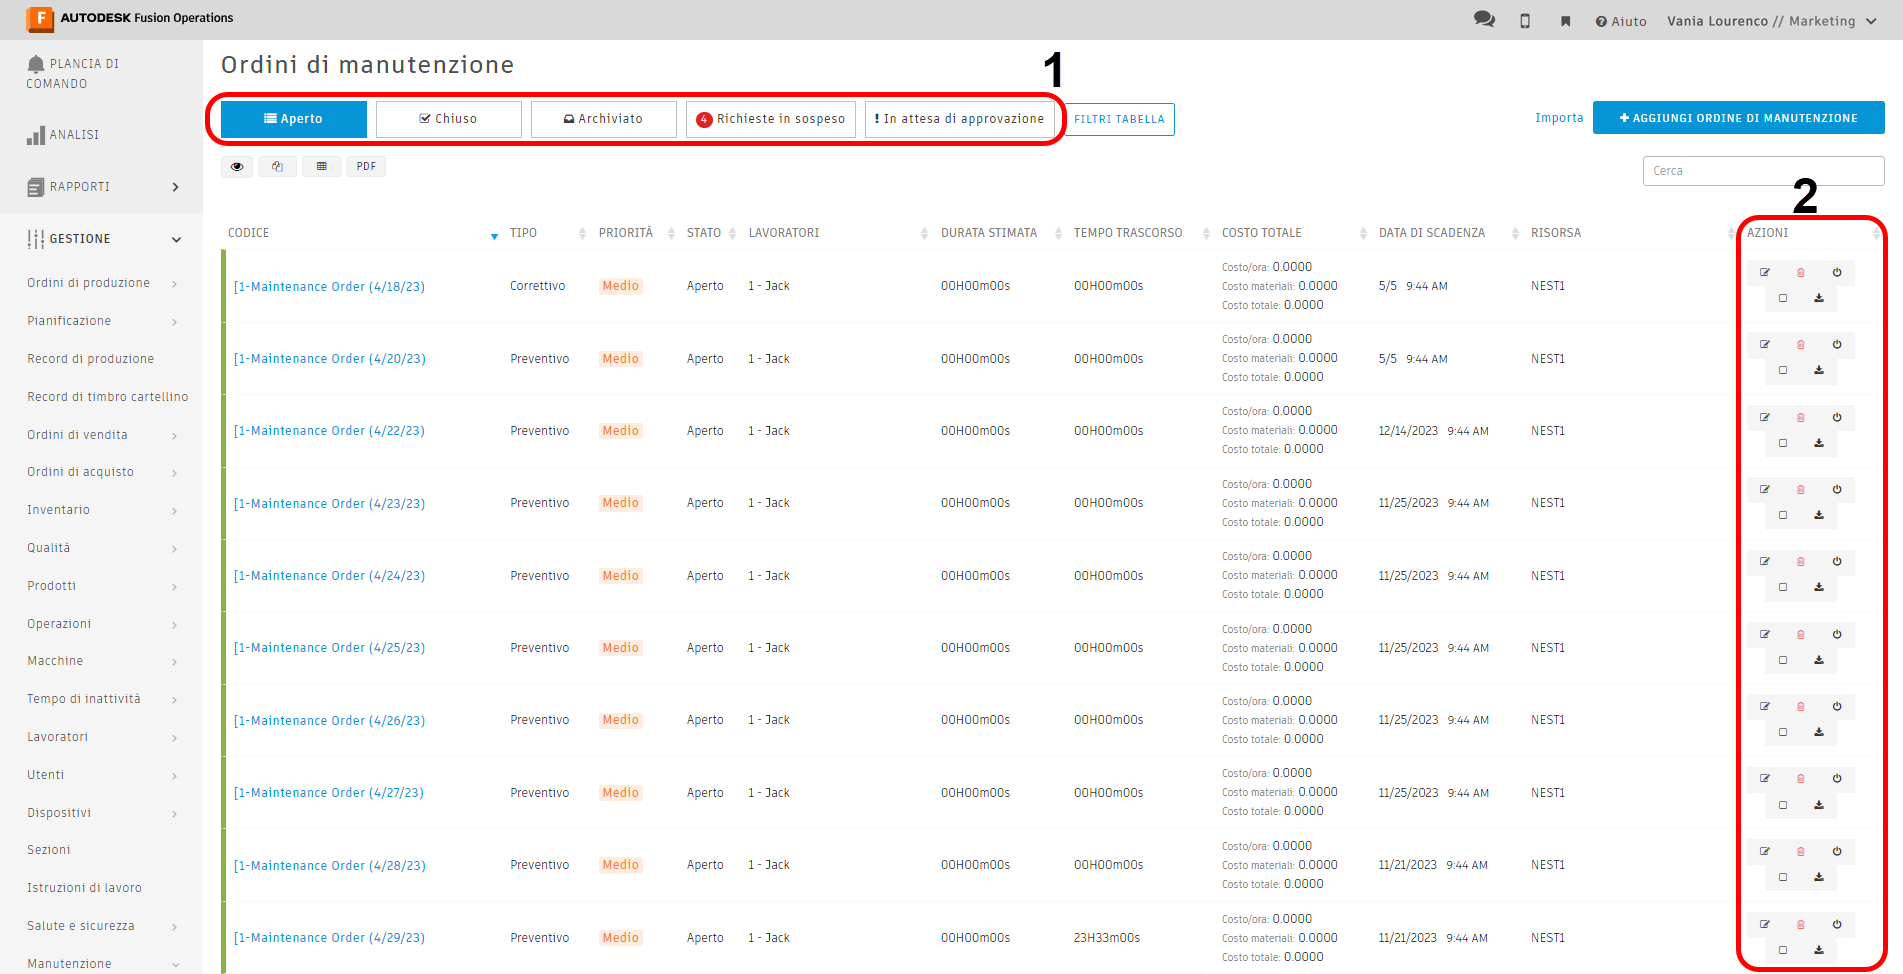 F AUTODESK Fusion Operations
Aiuto
Vania Lourenco // Marketing
PLANCIA DI
COMANDO
ANALISI
RAPPORTI
GESTIONE
Ordini di produzione
Pianificazione
Record di produzione
Record di timbro cartellino
Ordini di vendita
Ordini di acquisto
Inventario
Qualità
Prodotti
Operazioni
Macchine
Tempo di inattività
Lavoratori
Utenti
Dispositivi
Sezioni
Istruzioni di lavoro
Salute e sicurezza
Manutenzione
Ordini di manutenzione
1
Aperto
Chiuso
Archiviato
4 Richieste in sospeso
! In attesa di approvazione
FILTRI TABELLA
Importa
+ AGGIUNGI ORDINE DI MANUTENZIONE
PDF
Cerca
2
CODICE TIPO PRIORITÀ STATO LAVORATORI DURATA STIMATA TEMPO TRASCORSO COSTO TOTALE DATA DI SCADENZA RISORSA AZIONI
Costo/ora: 0.0000
[1-Maintenance Order (4/18/23) Correttivo Medio Aperto 1 - Jack 00H00m00s 00H00m00s Costo materiali: 0.0000 5/5 9:44 AM NEST1
Costo totale: 0.0000
Costo/ora: 0.0000
[1-Maintenance Order (4/20/23) Preventivo Medio Aperto 1 - Jack 00H00m00s 00H00m00s Costo materiali: 0.0000 5/5 9:44 AM NEST1
Costo totale: 0.0000
Costo/ora: 0.0000
[1-Maintenance Order (4/22/23) Preventivo Medio Aperto 1 - Jack 00H00m00s 00H00m00s Costo materiali: 0.0000 12/14/2023 9:44 AM NEST1
Costo totale: 0.0000
Costo/ora: 0.0000
[1-Maintenance Order (4/23/23) Preventivo Medio Aperto 1 - Jack 00H00m00s 00H00m00s Costo materiali: 0.0000 11/25/2023 9:44 AM NEST1
Costo totale: 0.0000
Costo/ora: 0.0000
[1-Maintenance Order (4/24/23) Preventivo Medio Aperto 1 - Jack 00H00m00s 00H00m00s Costo materiali: 0.0000 11/25/2023 9:44 AM NEST1
Costo totale: 0.0000
Costo/ora: 0.0000
[1-Maintenance Order (4/25/23) Preventivo Medio Aperto 1 - Jack 00H00m00s 00H00m00s Costo materiali: 0.0000 11/25/2023 9:44 AM NEST1
Costo totale: 0.0000
Costo/ora: 0.0000
[1-Maintenance Order (4/26/23) Preventivo Medio Aperto 1 - Jack 00H00m00s 00H00m00s Costo materiali: 0.0000 11/25/2023 9:44 AM NEST1
Costo totale: 0.0000
Costo/ora: 0.0000
[1-Maintenance Order (4/27/23) Preventivo Medio Aperto 1 - Jack 00H00m00s 00H00m00s Costo materiali: 0.0000 11/25/2023 9:44 AM NEST1
Costo totale: 0.0000
Costo/ora: 0.0000
[1-Maintenance Order (4/28/23) Preventivo Medio Aperto 1 - Jack 00H00m00s 00H00m00s Costo materiali: 0.0000 11/21/2023 9:44 AM NEST1
Costo totale: 0.0000
Costo/ora: 0.0000
[1-Maintenance Order (4/29/23) Preventivo Medio Aperto 1 - Jack 00H00m00s 23H33m00s Costo materiali: 0.0000 11/21/2023 9:44 AM NEST1
Costo totale: 0.0000